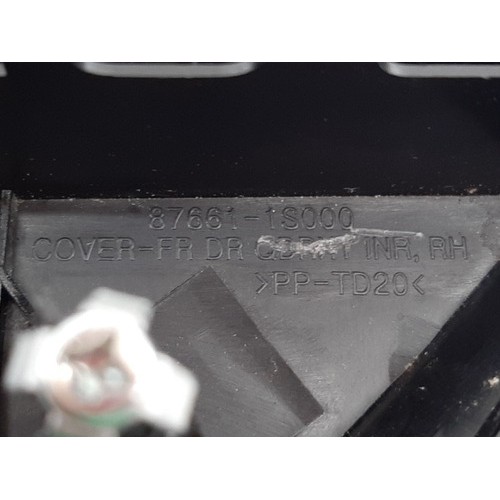 87661-1S000
COVER-FR DR INR, RH
>PP-TD20<